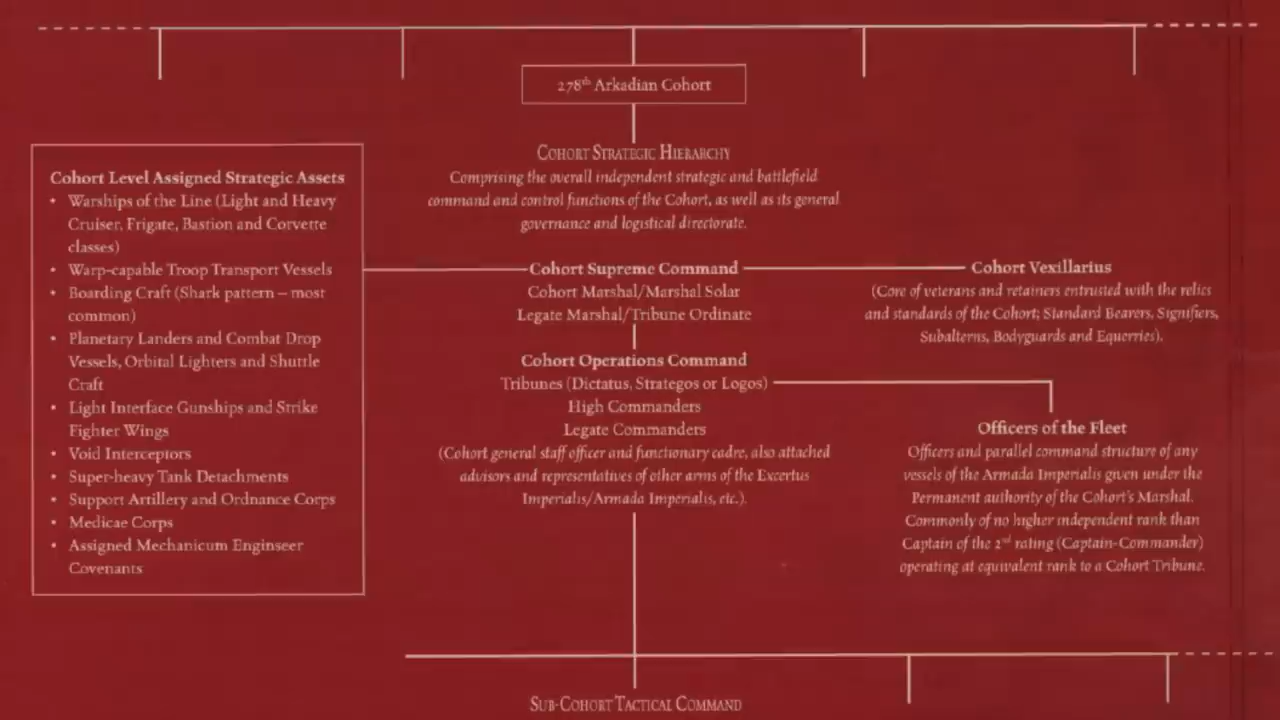 278th Arkadian Cohort
Cohort Strategic Hierarchy
Comprising the overall independent strategic and battlefield
command and control functions of the Cohort, as well as its general
governance and logistical directorate.
Cohort Level Assigned Strategic Assets
• Warships of the Line (Light and Heavy
Cruiser, Frigate, Bastion and Corvette
classes)
• Warp-capable Troop Transport Vessels
• Boarding Craft (Shark pattern – most
common)
• Planetary Landers and Combat Drop
Vessels, Orbital Lighters and Shuttle
Craft
• Light Interface Gunships and Strike
Fighter Wings
• Void Interceptors
• Super-heavy Tank Detachments
• Support Artillery and Ordnance Corps
• Medicae Corps
• Assigned Mechanicum Enginseer
Covenants
Cohort Supreme Command
Cohort Marshal/Marshal Solar
Legate Marshal/Tribune Ordinate
Cohort Vexillarius
(Core of veterans and retainers entrusted with the relics
and standards of the Cohort; Standard Bearers, Signifiers,
Subalterns, Bodyguards and Equerries).
Cohort Operations Command
Tribunes (Dictatus, Strategos or Logos)
High Commanders
Legate Commanders
(Cohort general staff officer and functionary cadre, also attached
advisors and representatives of other arms of the Excertus
Imperialis/Armada Imperialis, etc.).
Officers of the Fleet
Officers and parallel command structure of any
vessels of the Armada Imperialis given under the
Permanent authority of the Cohort's Marshal.
Commonly of no higher independent rank than
Captain of the 2nd rating (Captain-Commander)
operating at equivalent rank to a Cohort Tribune.
Sub-Cohort Tactical Command